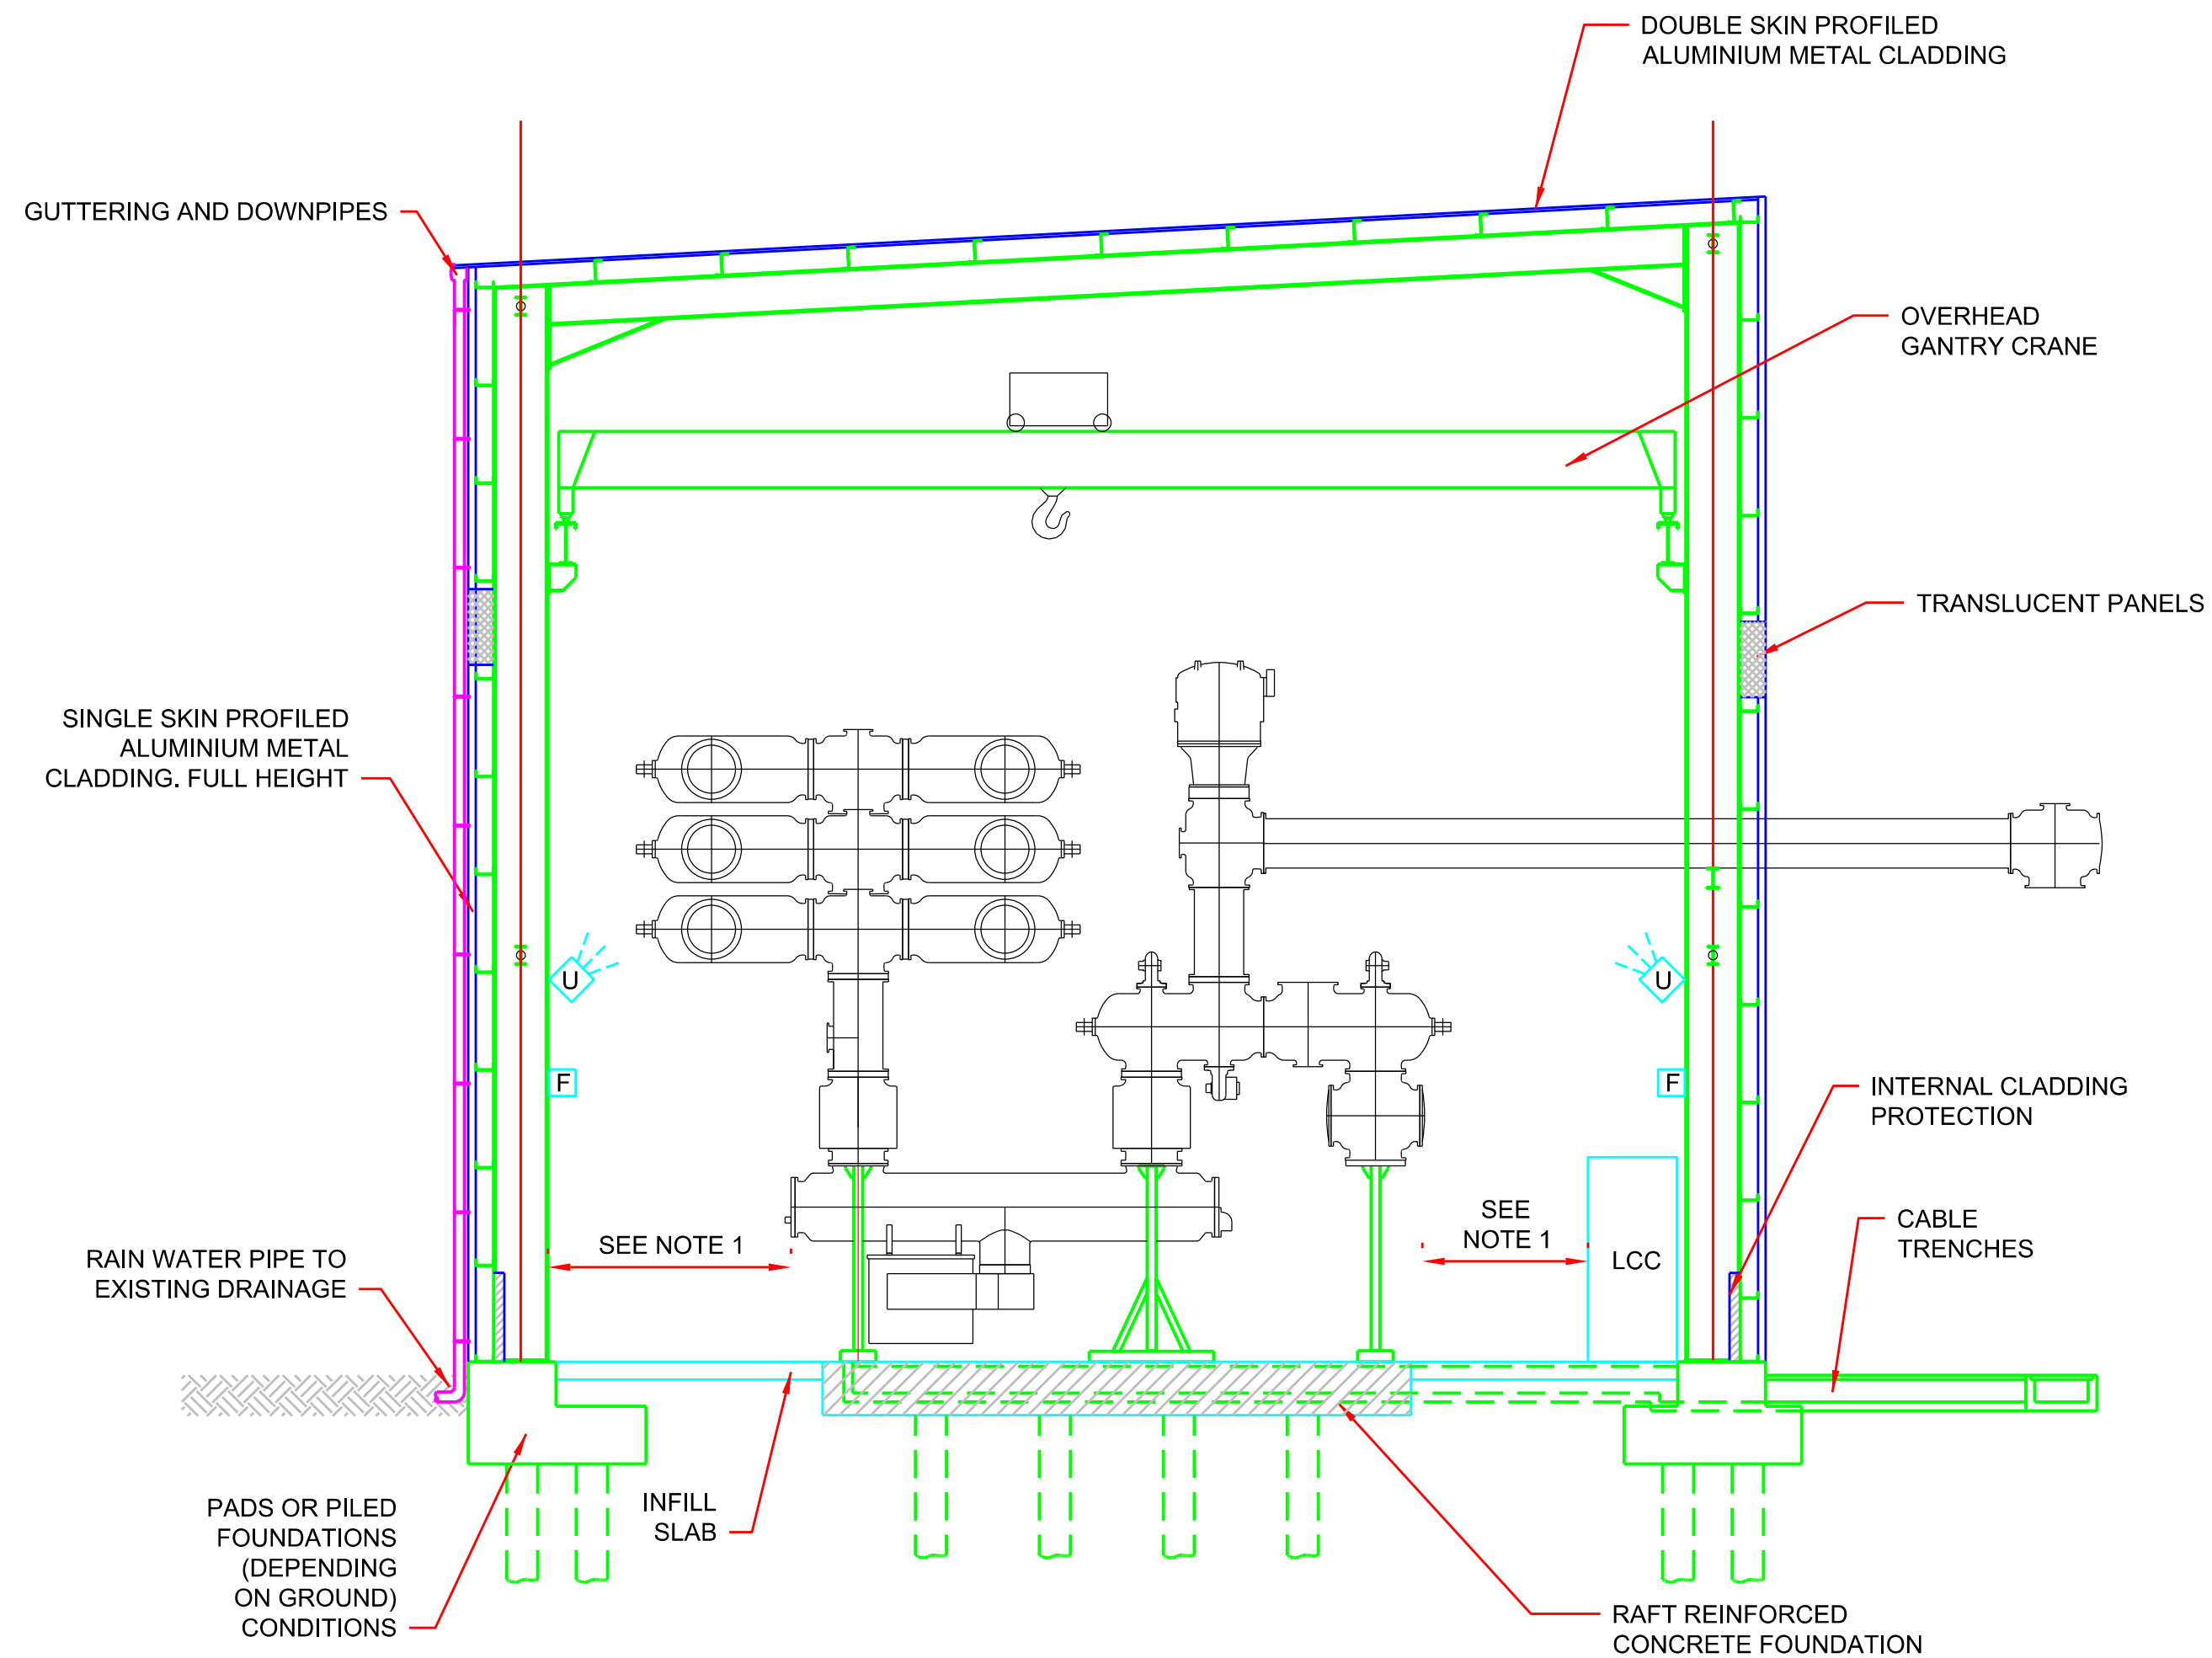 DOUBLE SKIN PROFILED
ALUMINIUM METAL CLADDING
GUTTERING AND DOWNPIPES
OVERHEAD
GANTRY CRANE
TRANSLUCENT PANELS
SINGLE SKIN PROFILED
ALUMINIUM METAL
CLADDING. FULL HEIGHT
U
U
F
F
INTERNAL CLADDING
PROTECTION
SEE NOTE 1
SEE
NOTE 1
LCC
CABLE
TRENCHES
RAIN WATER PIPE TO
EXISTING DRAINAGE
INFILL
SLAB
PADS OR PILED
FOUNDATIONS
(DEPENDING
ON GROUND)
CONDITIONS
RAFT REINFORCED
CONCRETE FOUNDATION